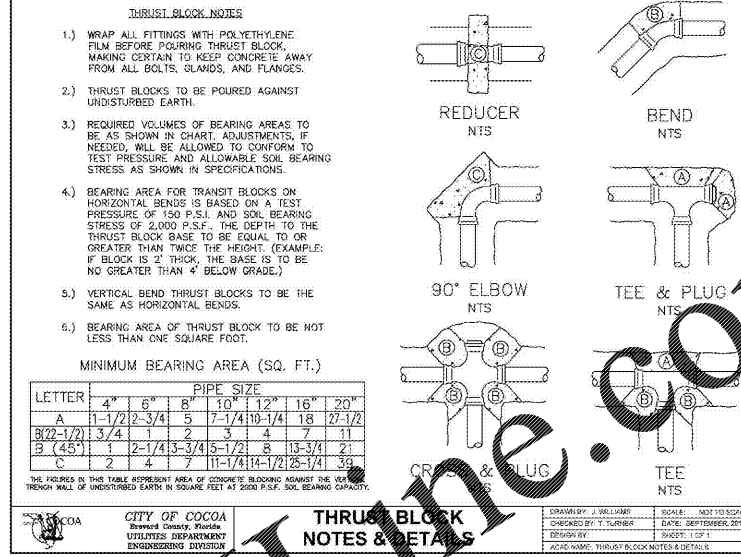 THRUST BLOCK NOTES
1.) WRAP ALL FITTINGS WITH POLYETHYLENE
FILM BEFORE POURING THRUST BLOCK,
MAKING CERTAIN TO KEEP CONCRETE AWAY
FROM ALL BOLTS, GLANDS, AND FLANGES.
2.) THRUST BLOCKS TO BE POURED AGAINST
UNDISTURBED EARTH.
3.) REQUIRED VOLUMES OF BEARING AREAS TO
BE AS SHOWN IN CHART. ADJUSTMENTS, IF
NEEDED, WILL BE ALLOWED TO CONFORM TO
TEST PRESSURE AND ALLOWABLE SOIL BEARING
STRESS AS SHOWN IN SPECIFICATIONS.
4.) BEARING AREA FOR TRANSIT BLOCKS ON
HORIZONTAL BENDS IS BASED ON A TEST
PRESSURE OF 150 P.S.I. AND SOIL BEARING
STRESS OF 2,000 P.S.F.. THE DEPTH TO THE
THRUST BLOCK BASE TO BE EQUAL TO OR
GREATER THAN TWICE THE HEIGHT. (EXAMPLE:
IF BLOCK IS 2' THICK, THE BASE IS TO BE
NO GREATER THAN 4' BELOW GRADE.)
5.) VERTICAL BEND THRUST BLOCKS TO BE THE
SAME AS HORIZONTAL BENDS.
6.) BEARING AREA OF THRUST BLOCK TO BE NOT
LESS THAN ONE SQUARE FOOT.
MINIMUM BEARING AREA (SQ. FT.)
LETTER PIPE SIZE
4" 6" 8" 10" 12" 16" 20"
A 1-1/2 2-3/4 5 7-1/4 10-1/4 18 27-1/2
B(22-1/2) 3/4 1 2 3 4 7 11
B (45°) 1 2-1/4 3-3/4 5-1/2 8 13-3/4 21
C 2 4 7 11-1/4 14-1/2 25-1/4 39
THE FIGURES IN THIS TABLE REPRESENT AREA OF CONCRETE BLOCKING AGAINST THE VERTICAL
TRENCH WALL OF UNDISTURBED EARTH IN SQUARE FEET AT 2000 P.S.F. SOIL BEARING CAPACITY.
C
REDUCER
NTS
B
BEND
NTS
C
90° ELBOW
NTS
A
A
TEE & PLUG
NTS
B B
B B
CROSS & PLUG
A
B B
TEE
NTS
COCOA
CITY OF COCOA
Brevard County, Florida
UTILITIES DEPARTMENT
ENGINEERING DIVISION
THRUST BLOCK
NOTES & DETAILS
DRAWN BY: J. WILLIAMS
CHECKED BY: T. TURNER
DESIGN BY:
ACAD NAME: THRUST BLOCK NOTES & DETAILS
SCALE: NOT TO SCA
DATE: SEPTEMBER, 201
SHEET: 1 OF 1
line.co